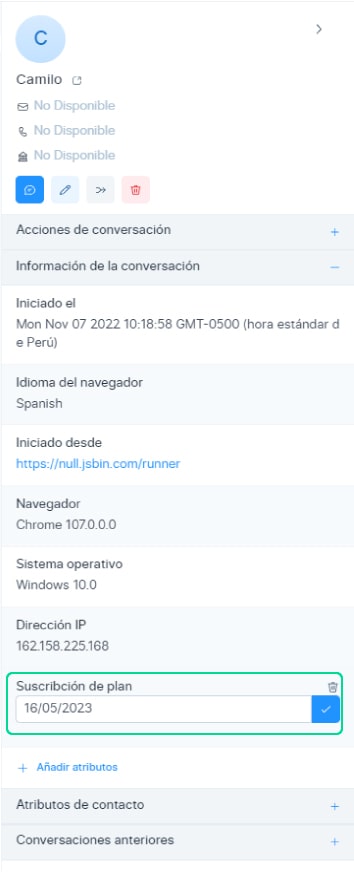 C
Camilo
No Disponible
No Disponible
No Disponible
Acciones de conversación
Información de la conversación
Iniciado el
Mon Nov 07 2022 10:18:58 GMT-0500 (hora estándar d
e Perú)
Idioma del navegador
Spanish
Iniciado desde
https://null.jsbin.com/runner
Navegador
Chrome 107.0.0.0
Sistema operativo
Windows 10.0
Dirección IP
162.158.225.168
Suscribción de plan
16/05/2023
+ Añadir atributos
Atributos de contacto
Conversaciones anteriores